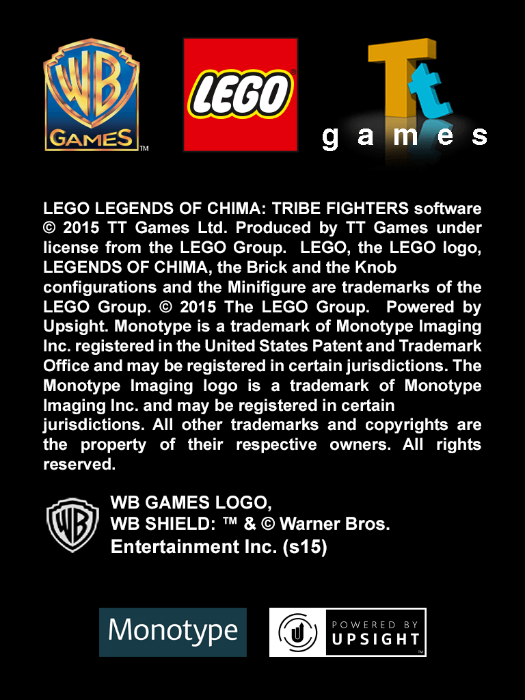 WB
GAMES
TM
LEGO
Tt
games
LEGO LEGENDS OF CHIMA: TRIBE FIGHTERS software
© 2015 TT Games Ltd. Produced by TT Games under
license from the LEGO Group.  LEGO, the LEGO logo,
LEGENDS OF CHIMA, the Brick and the Knob
configurations and the Minifigure are trademarks of the
LEGO Group. © 2015 The LEGO Group.  Powered by
Upsight. Monotype is a trademark of Monotype Imaging
Inc. registered in the United States Patent and Trademark
Office and may be registered in certain jurisdictions. The
Monotype Imaging logo is a trademark of Monotype
Imaging Inc. and may be registered in certain
jurisdictions. All other trademarks and copyrights are
the property of their respective owners. All rights
reserved.
WB
WB GAMES LOGO,
WB SHIELD: ™ & © Warner Bros.
Entertainment Inc. (s15)
Monotype
POWERED BY
UPSIGHT
TM